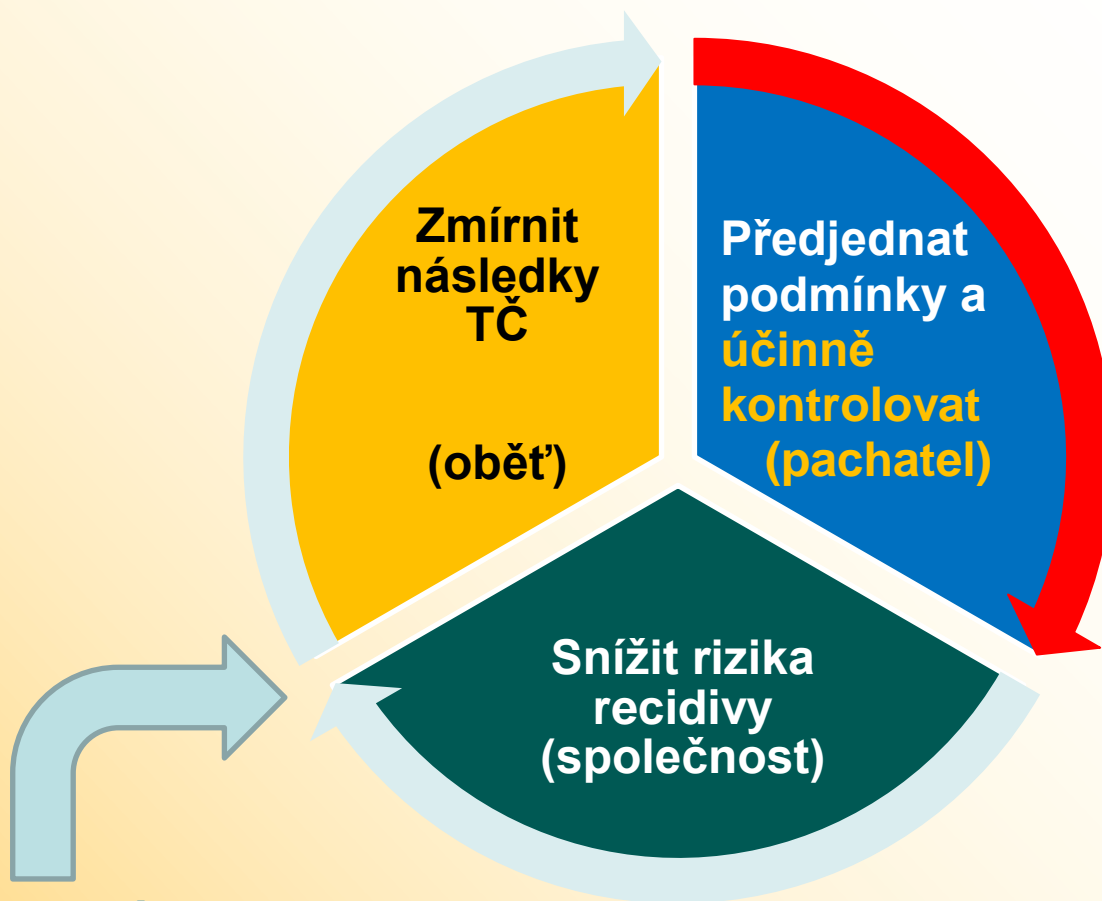 Zmírnit
následky
TČ
(oběť)
Předjednat
podmínky a
účinně
kontrolovat
(pachatel)
Snížit rizika
recidivy
(společnost)